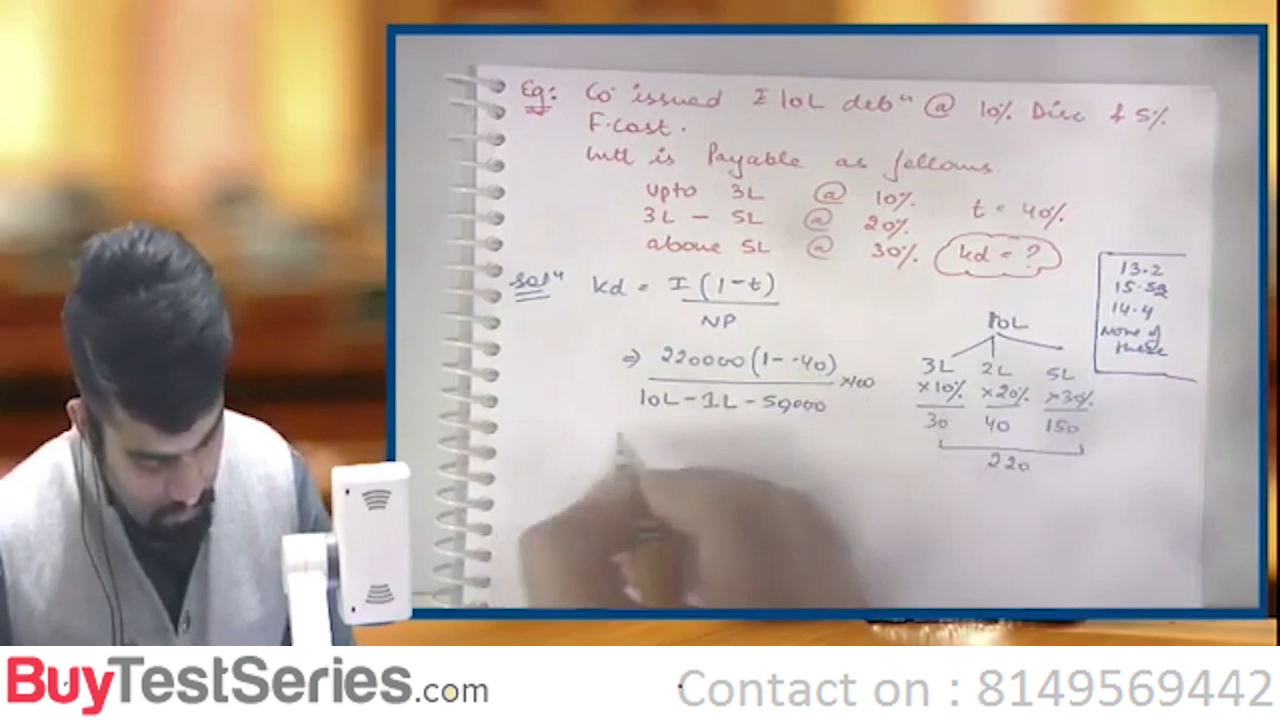 Eg: Co issued ₹ 10L debⁿ @ 10% Disc & 5%
F.Cost.
Intt is Payable as follows.
upto 3L @ 10%
3L - 5L @ 20% t = 40%
above 5L @ 30% kd = ?
Solⁿ kd = I (1-t)
NP
⇒ 220000 (1-.40) ×100
10L - 1L - 50000
10L
3L 2L 5L
×10% ×20% ×30%
30 40 150
220
13.2
15.52
14.4
None of
these
BuyTestSeries.com
Contact on : 8149569442